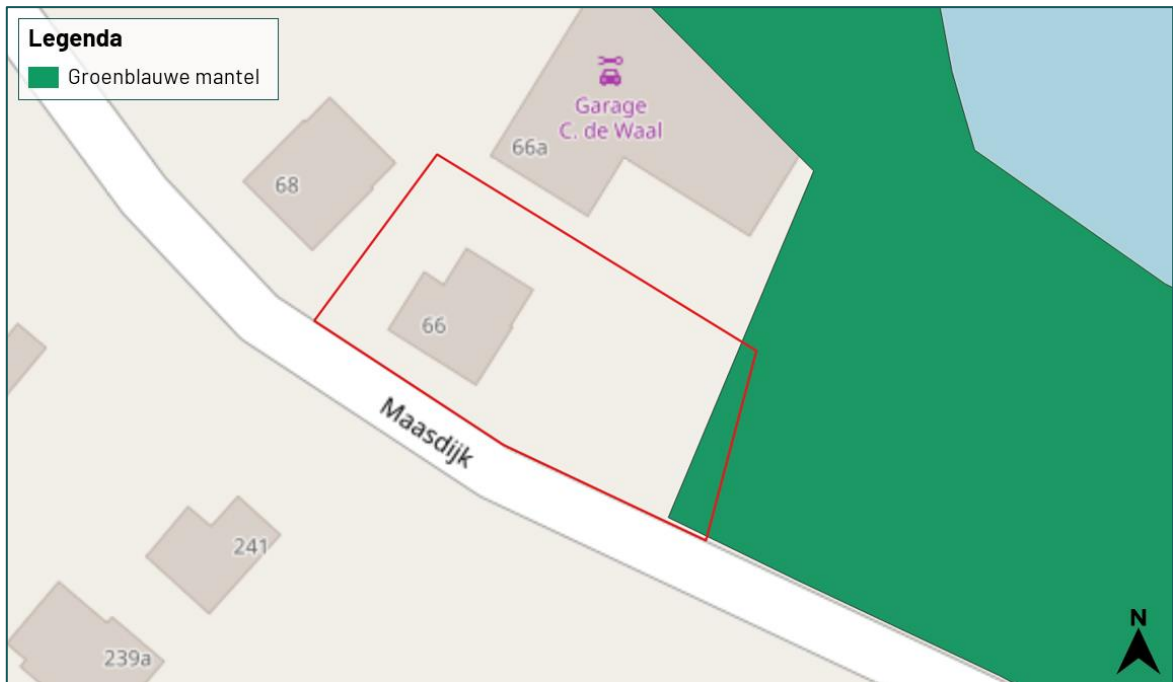 Legenda
Groenblauwe mantel
Garage
C. de Waal
66a
68
66
Maasdijk
241
239a
N